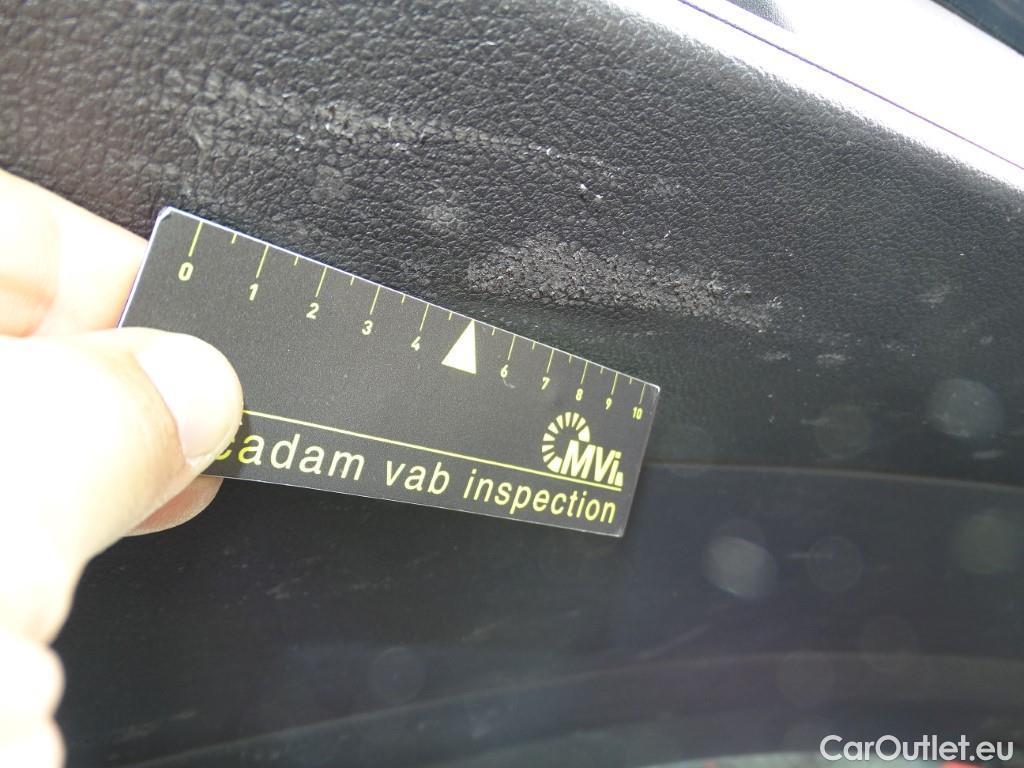 0 1 2 3 4 6 7 8 9 10
MVi
cadam vab inspection
CarOutlet.eu